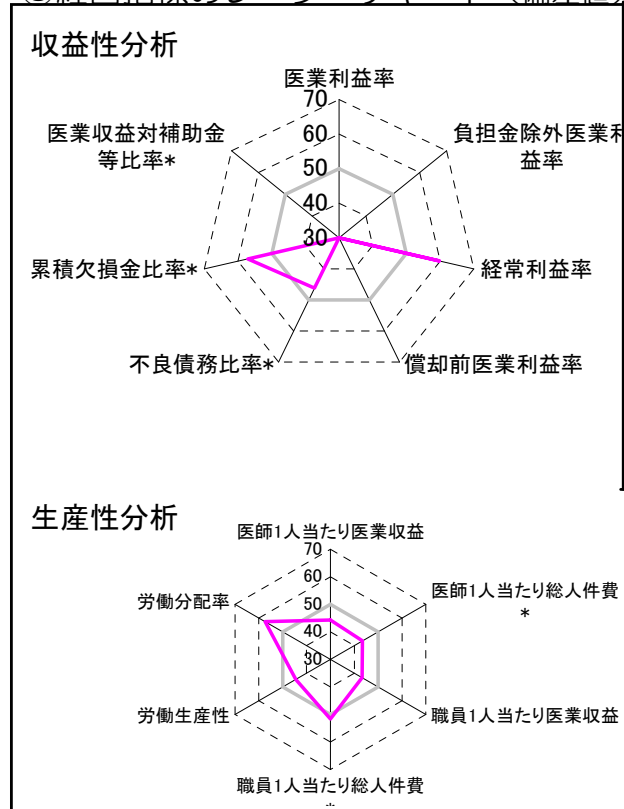 収益性分析
医業利益率
70
60
50
40
30
負担金除外医業利
益率
経常利益率
償却前医業利益率
不良債務比率*
累積欠損金比率*
医業収益対補助金
等比率*
生産性分析
医師1人当たり医業収益
70
60
50
40
30
医師1人当たり総人件費
*
職員1人当たり医業収益
職員1人当たり総人件費
*
労働生産性
労働分配率